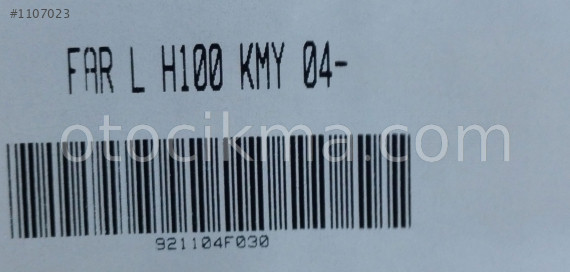 #1107023
FAR L H100 KMY 04-
otocikma.com
921104F030